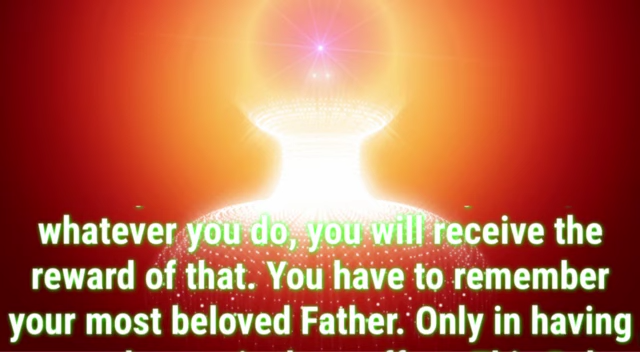 whatever you do, you will receive the
reward of that. You have to remember
your most beloved Father. Only in having